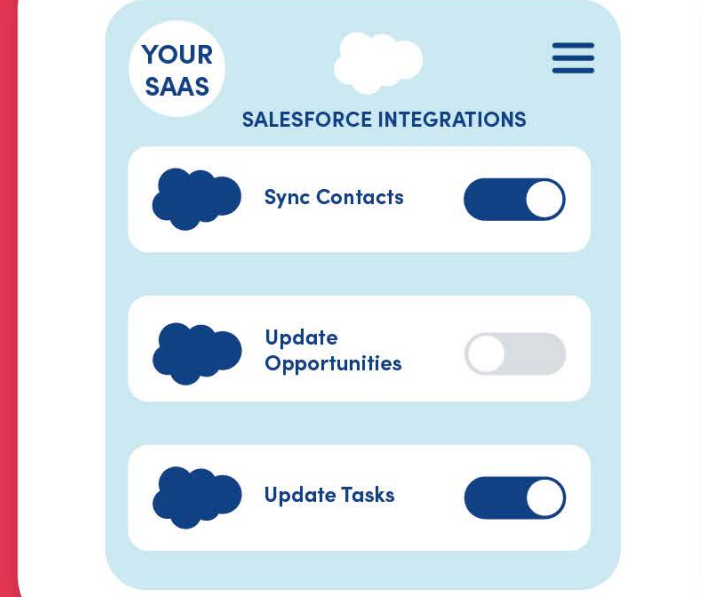 YOUR
SAAS
SALESFORCE INTEGRATIONS
Sync Contacts
Update
Opportunities
Update Tasks